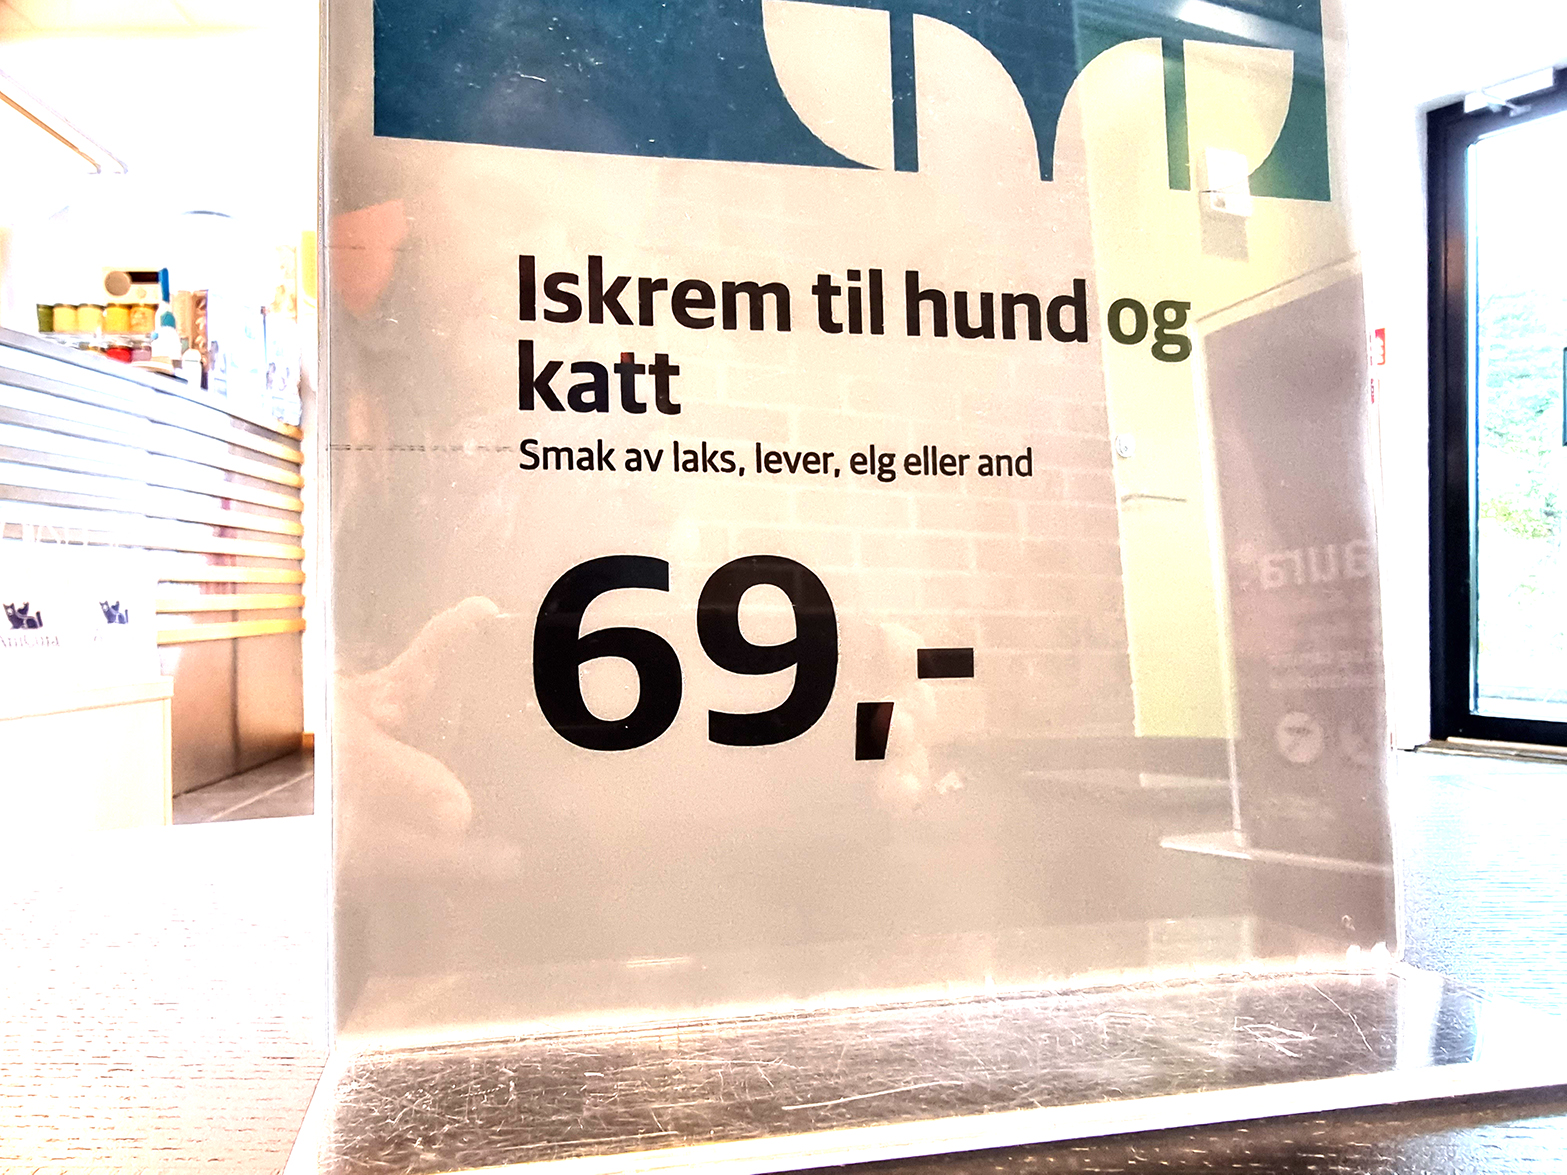 Iskrem til hund og
katt
Smak av laks, lever, elg eller and
69,-